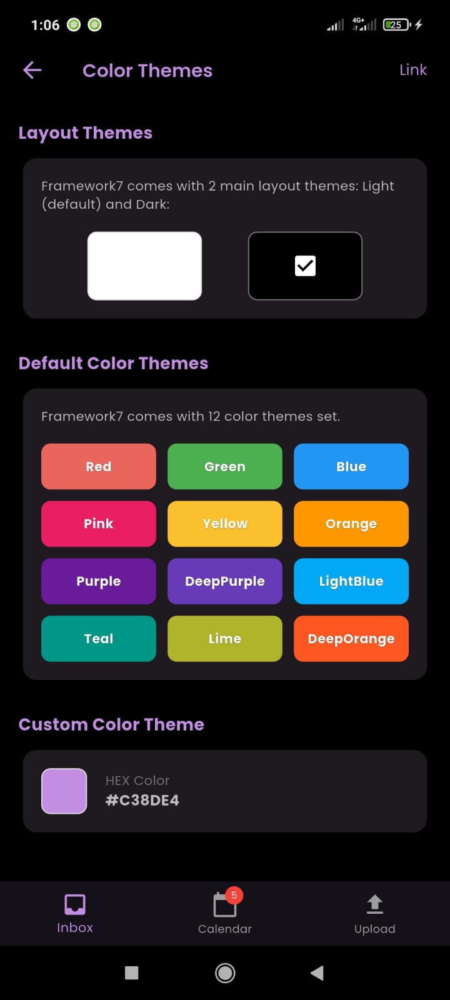 1:06
4G+
25
Color Themes
Link
Layout Themes
Framework7 comes with 2 main layout themes: Light
(default) and Dark:
Default Color Themes
Framework7 comes with 12 color themes set.
Red
Green
Blue
Pink
Yellow
Orange
Purple
DeepPurple
LightBlue
Teal
Lime
DeepOrange
Custom Color Theme
HEX Color
#C38DE4
5
Inbox
Calendar
Upload